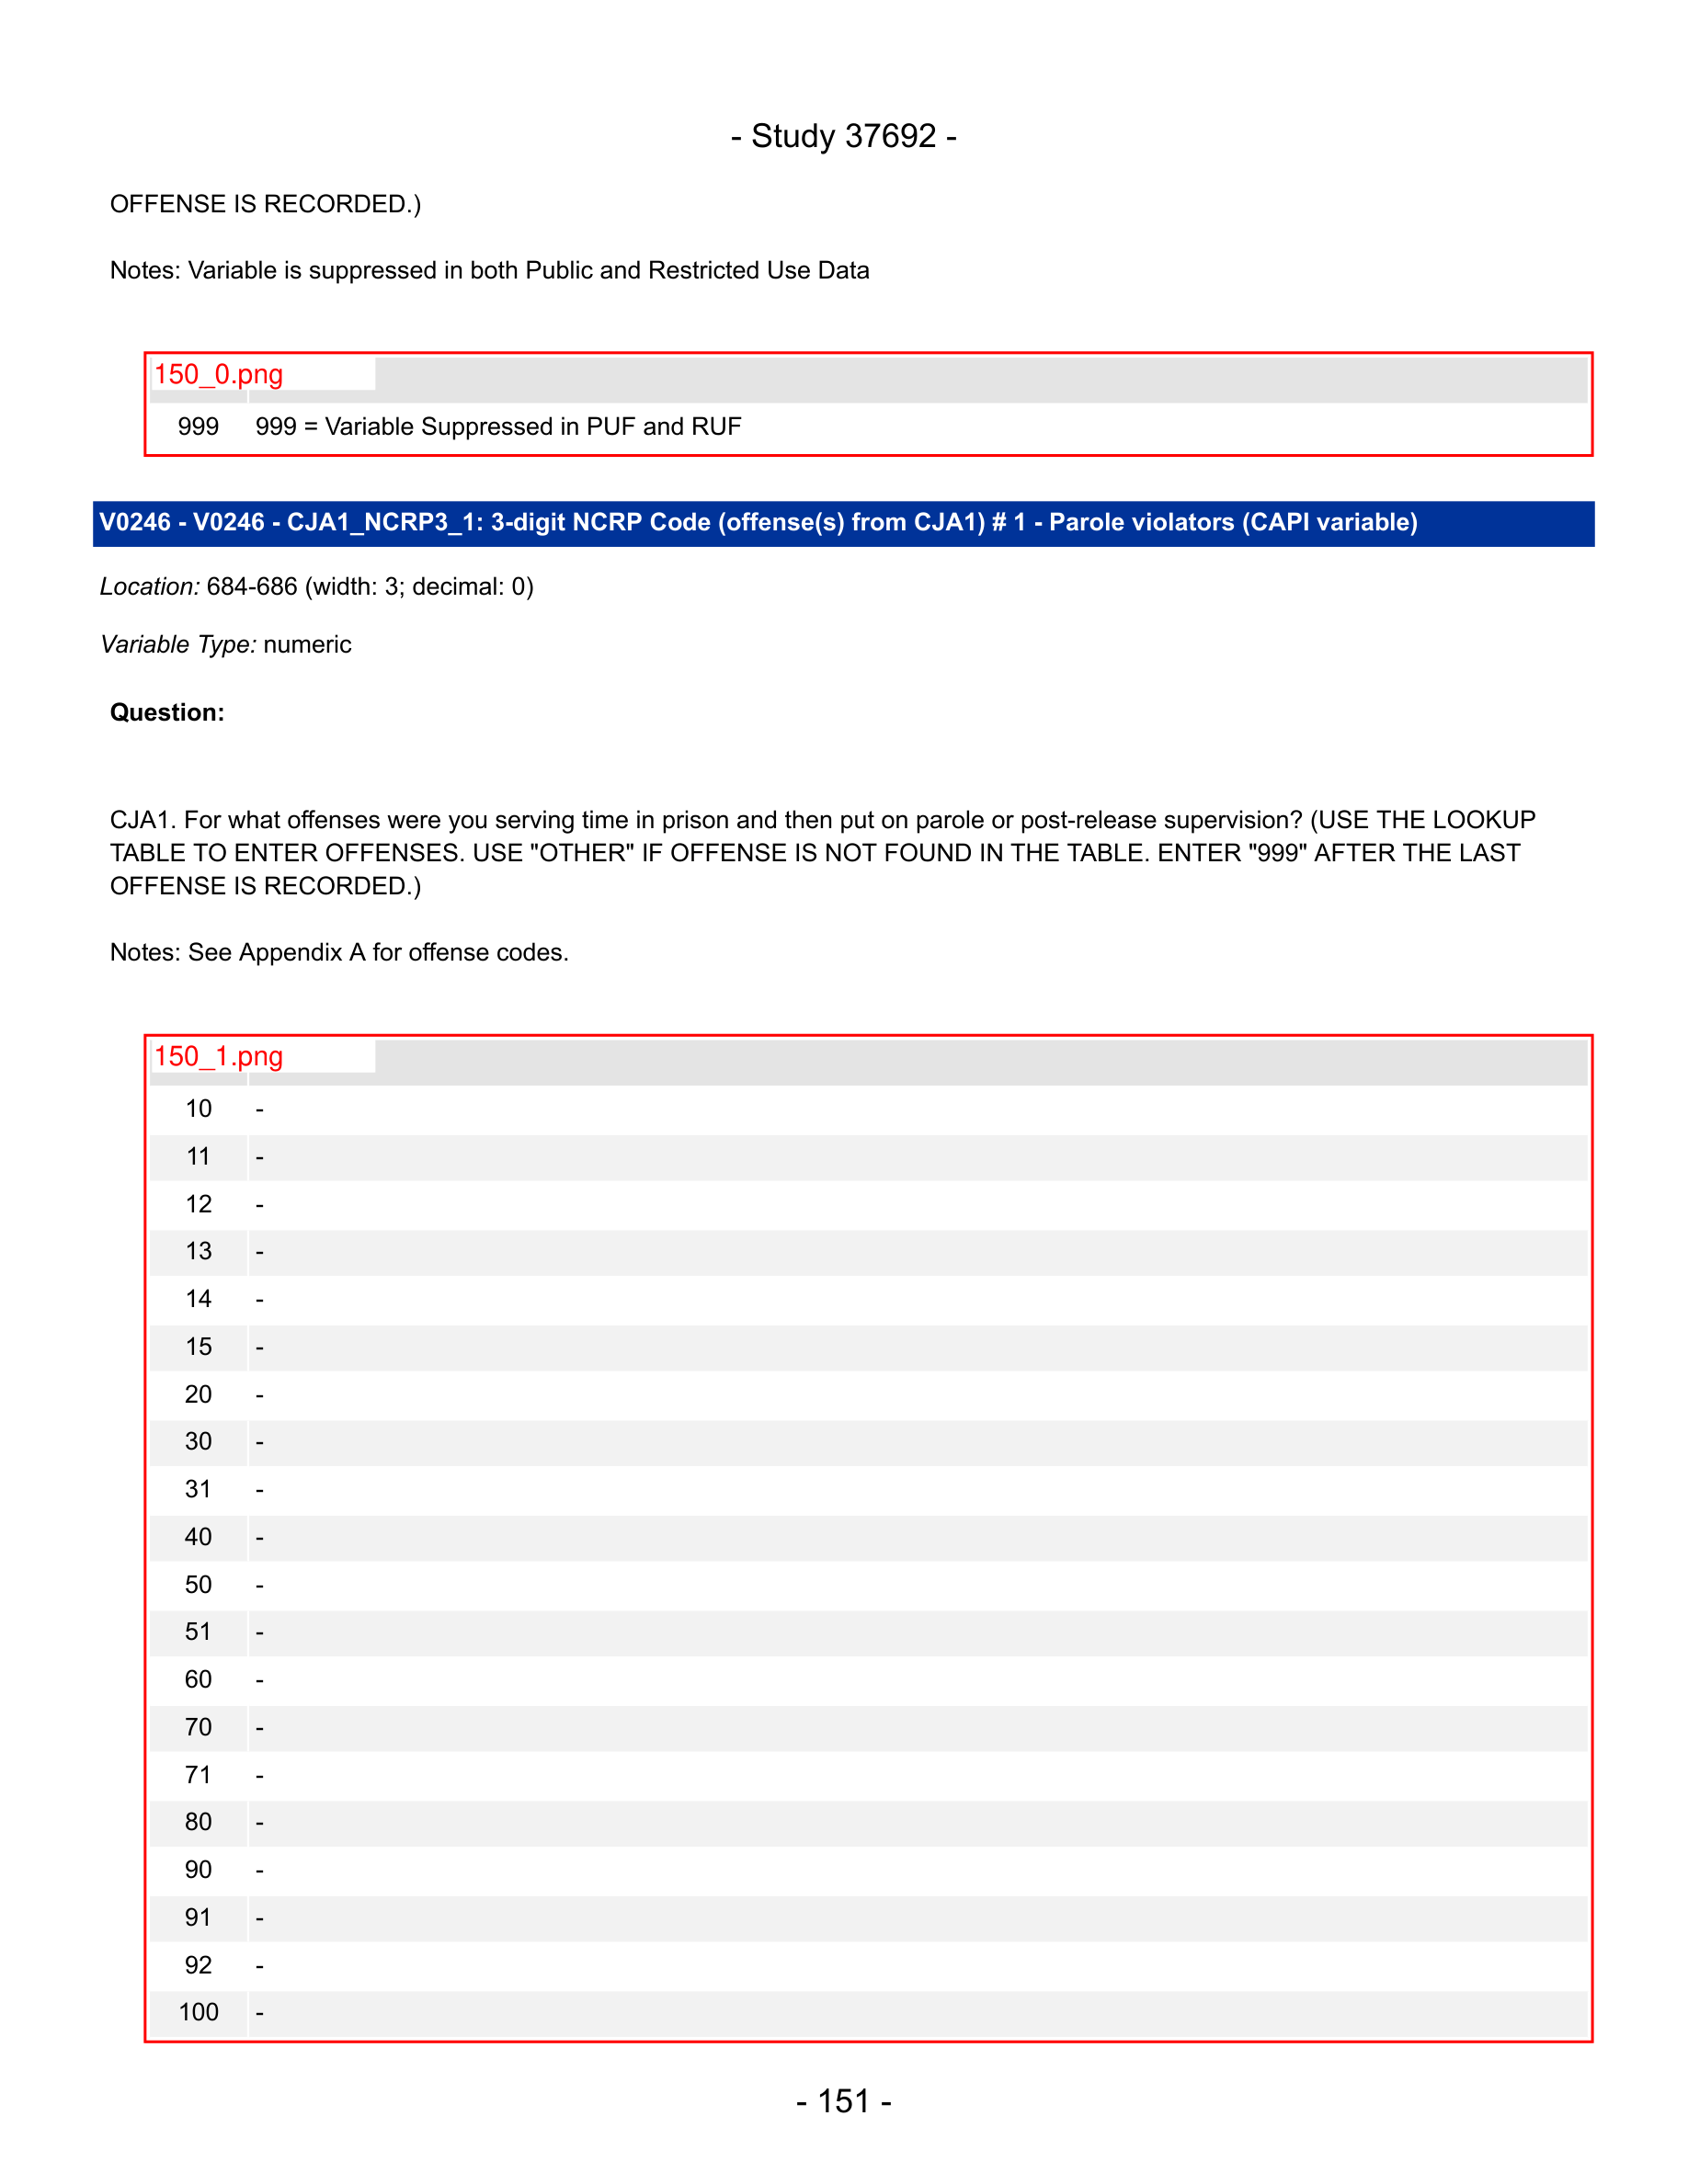 - Study 37692 -
OFFENSE IS RECORDED.)
Notes: Variable is suppressed in both Public and Restricted Use Data
150_0.png
999 999 = Variable Suppressed in PUF and RUF
V0246 - V0246 - CJA1_NCRP3_1: 3-digit NCRP Code (offense(s) from CJA1) # 1 - Parole violators (CAPI variable)
Location: 684-686 (width: 3; decimal: 0)
Variable Type: numeric
Question:
CJA1. For what offenses were you serving time in prison and then put on parole or post-release supervision? (USE THE LOOKUP
TABLE TO ENTER OFFENSES. USE "OTHER" IF OFFENSE IS NOT FOUND IN THE TABLE. ENTER "999" AFTER THE LAST
OFFENSE IS RECORDED.)
Notes: See Appendix A for offense codes.
150_1.png
10 -
11 -
12 -
13 -
14 -
15 -
20 -
30 -
31 -
40 -
50 -
51 -
60 -
70 -
71 -
80 -
90 -
91 -
92 -
100 -
- 151 -